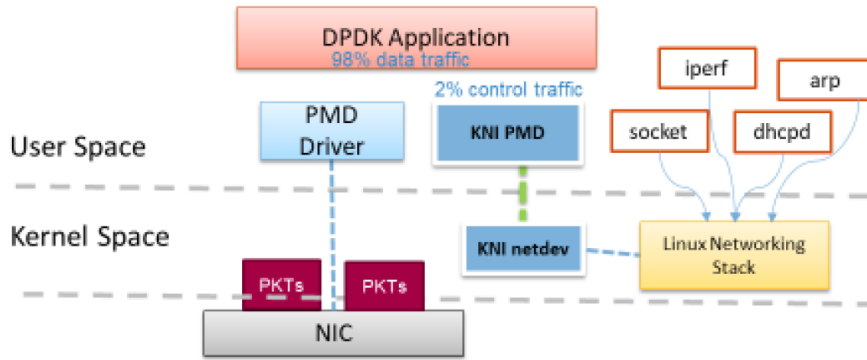 DPDK Application
98% data traffic
iperf
arp
2% control traffic
PMD
Driver
KNI PMD
socket
dhcpd
User Space
Kernel Space
KNI netdev
Linux Networking
Stack
PKTs
PKTs
NIC